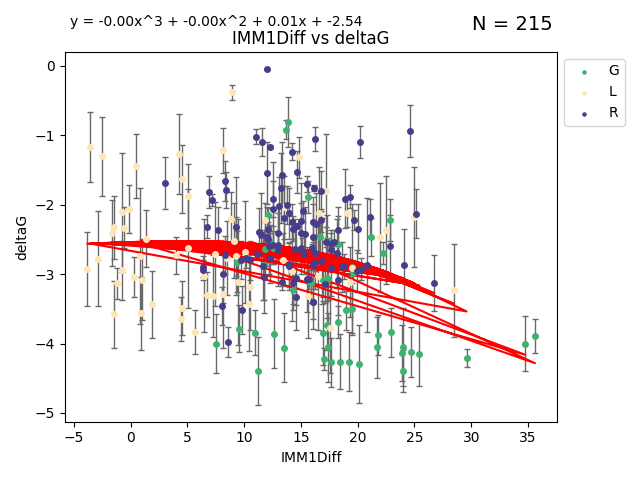 y = -0.00x^3 + -0.00x^2 + 0.01x + -2.54
N = 215
IMM1Diff vs deltaG
G
L
R
0
−1
−2
−3
−4
−5
deltaG
−5
0
5
10
15
20
25
30
35
IMM1Diff